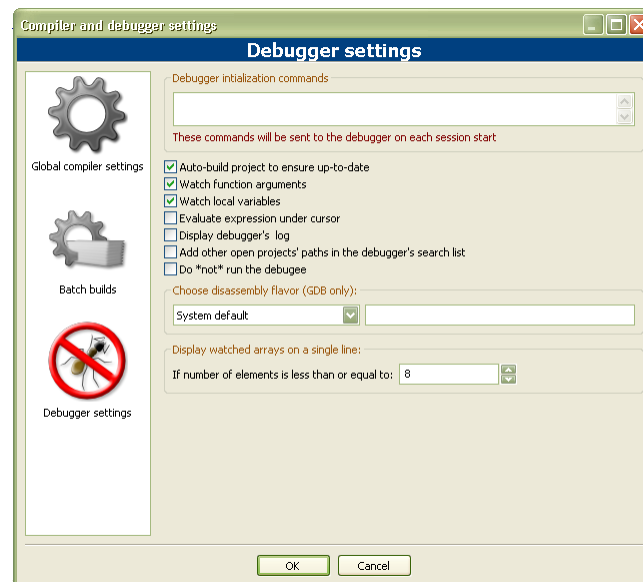 Compiler and debugger settings
Debugger settings
Debugger intialization commands
These commands will be sent to the debugger on each session start
Global compiler settings
Batch builds
Debugger settings
Auto-build project to ensure up-to-date
Watch function arguments
Watch local variables
Evaluate expression under cursor
Display debugger's log
Add other open projects' paths in the debugger's search list
Do *not* run the debugee
Choose disassembly flavor (GDB only):
System default
Display watched arrays on a single line:
If number of elements is less than or equal to: 8
OK Cancel